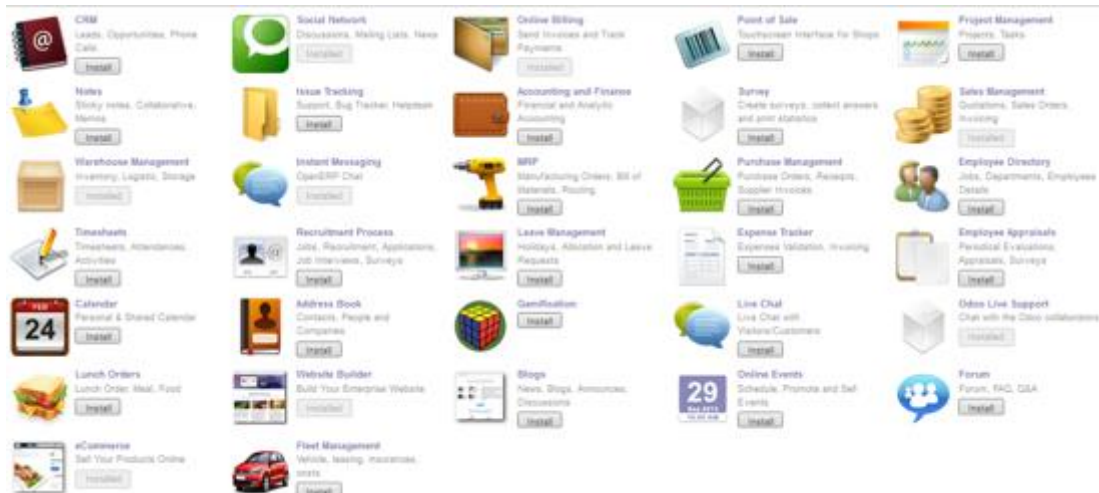 CRM
Leads, Opportunities, Phone
Calls
Install
Social Network
Discussions, Mailing Lists, News
Installed
Online Billing
Send Invoices and Track
Payments
Installed
Point of Sale
Touchscreen Interface for Shops
Install
Project Management
Projects, Tasks
Install
Notes
Sticky notes, Collaborative,
Memos
Install
Issue Tracking
Support, Bug Tracker, Helpdesk
Install
Accounting and Finance
Financial and Analytic
Accounting
Install
Survey
Create surveys, collect answers
and print statistics
Install
Sales Management
Quotations, Sales Orders,
Invoicing
Installed
Warehouse Management
Inventory, Logistic, Storage
Installed
Instant Messaging
OpenERP Chat
Installed
MRP
Manufacturing Orders, Bill of
Materials, Routing
Install
Purchase Management
Purchase Orders, Receipts,
Supplier Invoices
Install
Employee Directory
Jobs, Departments, Employees
Details
Install
Timesheets
Timesheets, Attendances,
Activities
Install
Recruitment Process
Jobs, Recruitment, Applications,
Job Interviews, Surveys
Install
Leave Management
Holidays, Allocation and Leave
Requests
Install
Expense Tracker
Expenses Validation, Invoicing
Install
Employee Appraisals
Periodical Evaluations,
Appraisals, Surveys
Install
FEB
24
Calendar
Personal & Shared Calendar
Install
Address Book
Contacts, People and
Companies
Install
Gamification
Install
Live Chat
Live Chat with
Visitors/Customers
Install
Odoo Live Support
Chat with the Odoo collaborators
Installed
Lunch Orders
Lunch Order, Meal, Food
Install
Website Builder
Build Your Enterprise Website
Installed
Blogs
News, Blogs, Announces,
Discussions
Install
29
Sep 2013
Online Events
Schedule, Promote and Sell
Events
Install
Forum
Forum, FAQ, Q&A
Install
eCommerce
Sell Your Products Online
Installed
Fleet Management
Vehicle, leasing, insurances,
costs
Install